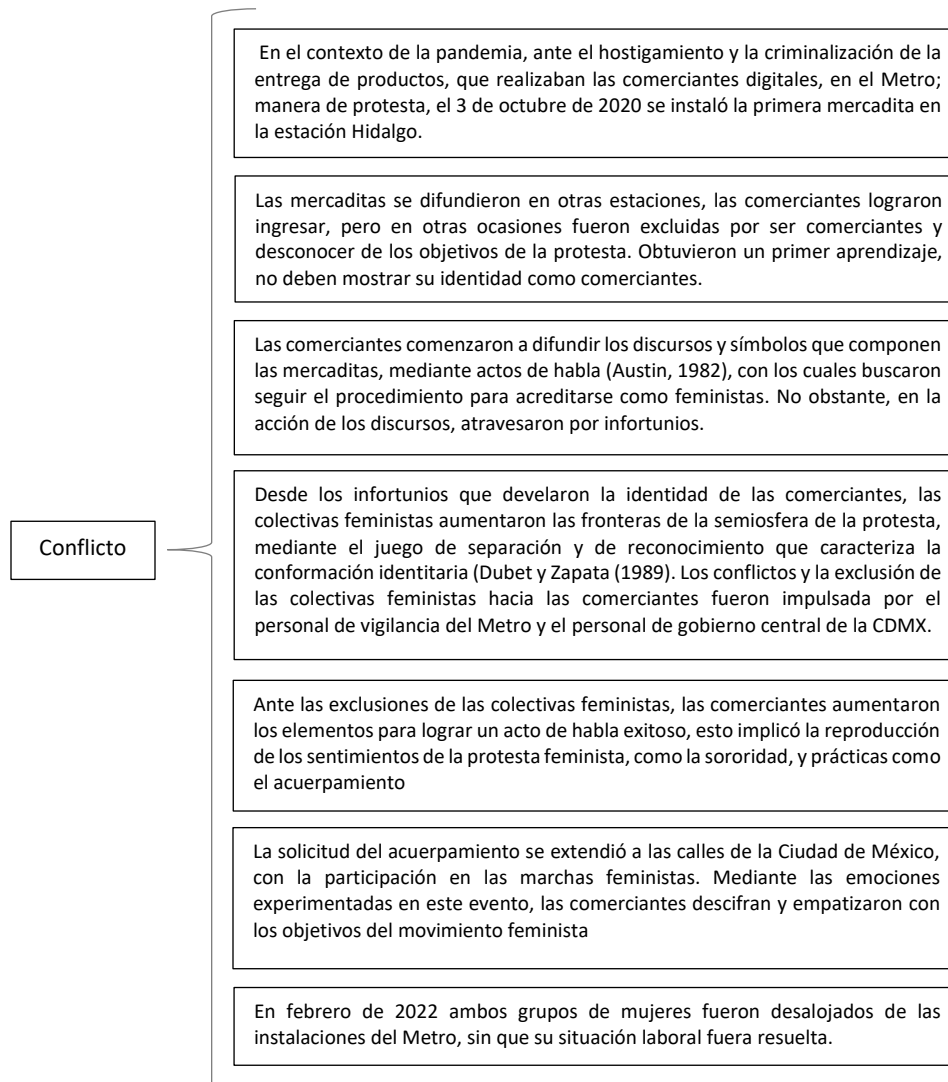 En el contexto de la pandemia, ante el hostigamiento y la criminalización de la
entrega de productos, que realizaban las comerciantes digitales, en el Metro;
manera de protesta, el 3 de octubre de 2020 se instaló la primera mercadita en
la estación Hidalgo.
Las mercaditas se difundieron en otras estaciones, las comerciantes lograron
ingresar, pero en otras ocasiones fueron excluidas por ser comerciantes y
desconocer de los objetivos de la protesta. Obtuvieron un primer aprendizaje,
no deben mostrar su identidad como comerciantes.
Las comerciantes comenzaron a difundir los discursos y símbolos que componen
las mercaditas, mediante actos de habla (Austin, 1982), con los cuales buscaron
seguir el procedimiento para acreditarse como feministas. No obstante, en la
acción de los discursos, atravesaron por infortunios.
Conflicto
Desde los infortunios que develaron la identidad de las comerciantes, las
colectivas feministas aumentaron las fronteras de la semiosfera de la protesta,
mediante el juego de separación y de reconocimiento que caracteriza la
conformación identitaria (Dubet y Zapata (1989). Los conflictos y la exclusión de
las colectivas feministas hacia las comerciantes fueron impulsada por el
personal de vigilancia del Metro y el personal de gobierno central de la CDMX.
Ante las exclusiones de las colectivas feministas, las comerciantes aumentaron
los elementos para lograr un acto de habla exitoso, esto implicó la reproducción
de los sentimientos de la protesta feminista, como la sororidad, y prácticas como
el acuerpamiento
La solicitud del acuerpamiento se extendió a las calles de la Ciudad de México,
con la participación en las marchas feministas. Mediante las emociones
experimentadas en este evento, las comerciantes descifran y empatizaron con
los objetivos del movimiento feminista
En febrero de 2022 ambos grupos de mujeres fueron desalojados de las
instalaciones del Metro, sin que su situación laboral fuera resuelta.